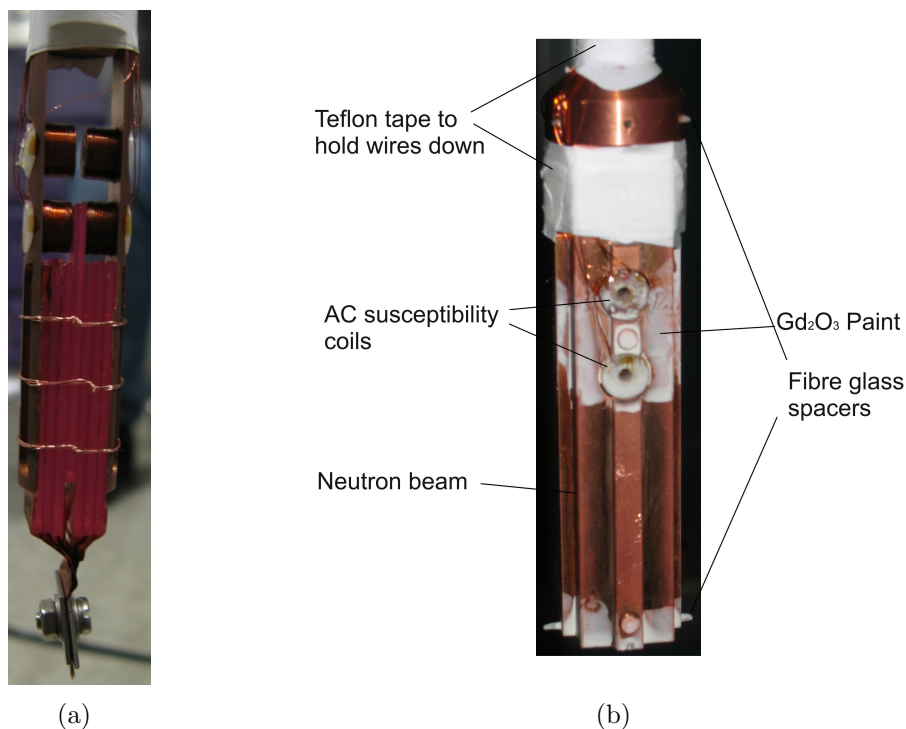 Teflon tape to
hold wires down
AC susceptibility
coils
Gd₂O₃ Paint
Fibre glass
spacers
Neutron beam
(a)
(b)